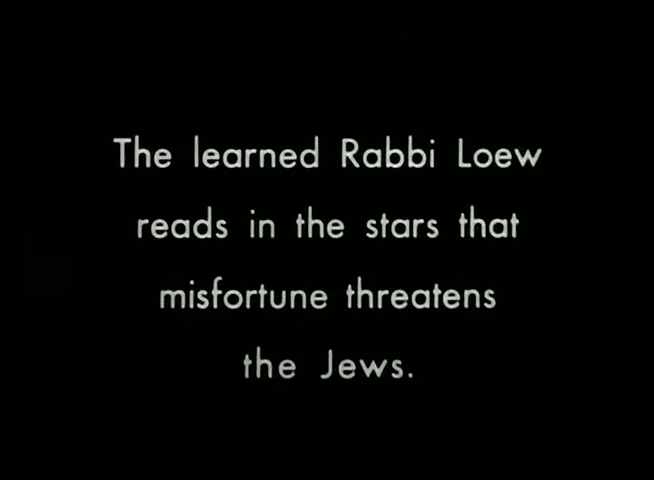 The learned Rabbi Loew
reads in the stars that
misfortune threatens
the Jews.